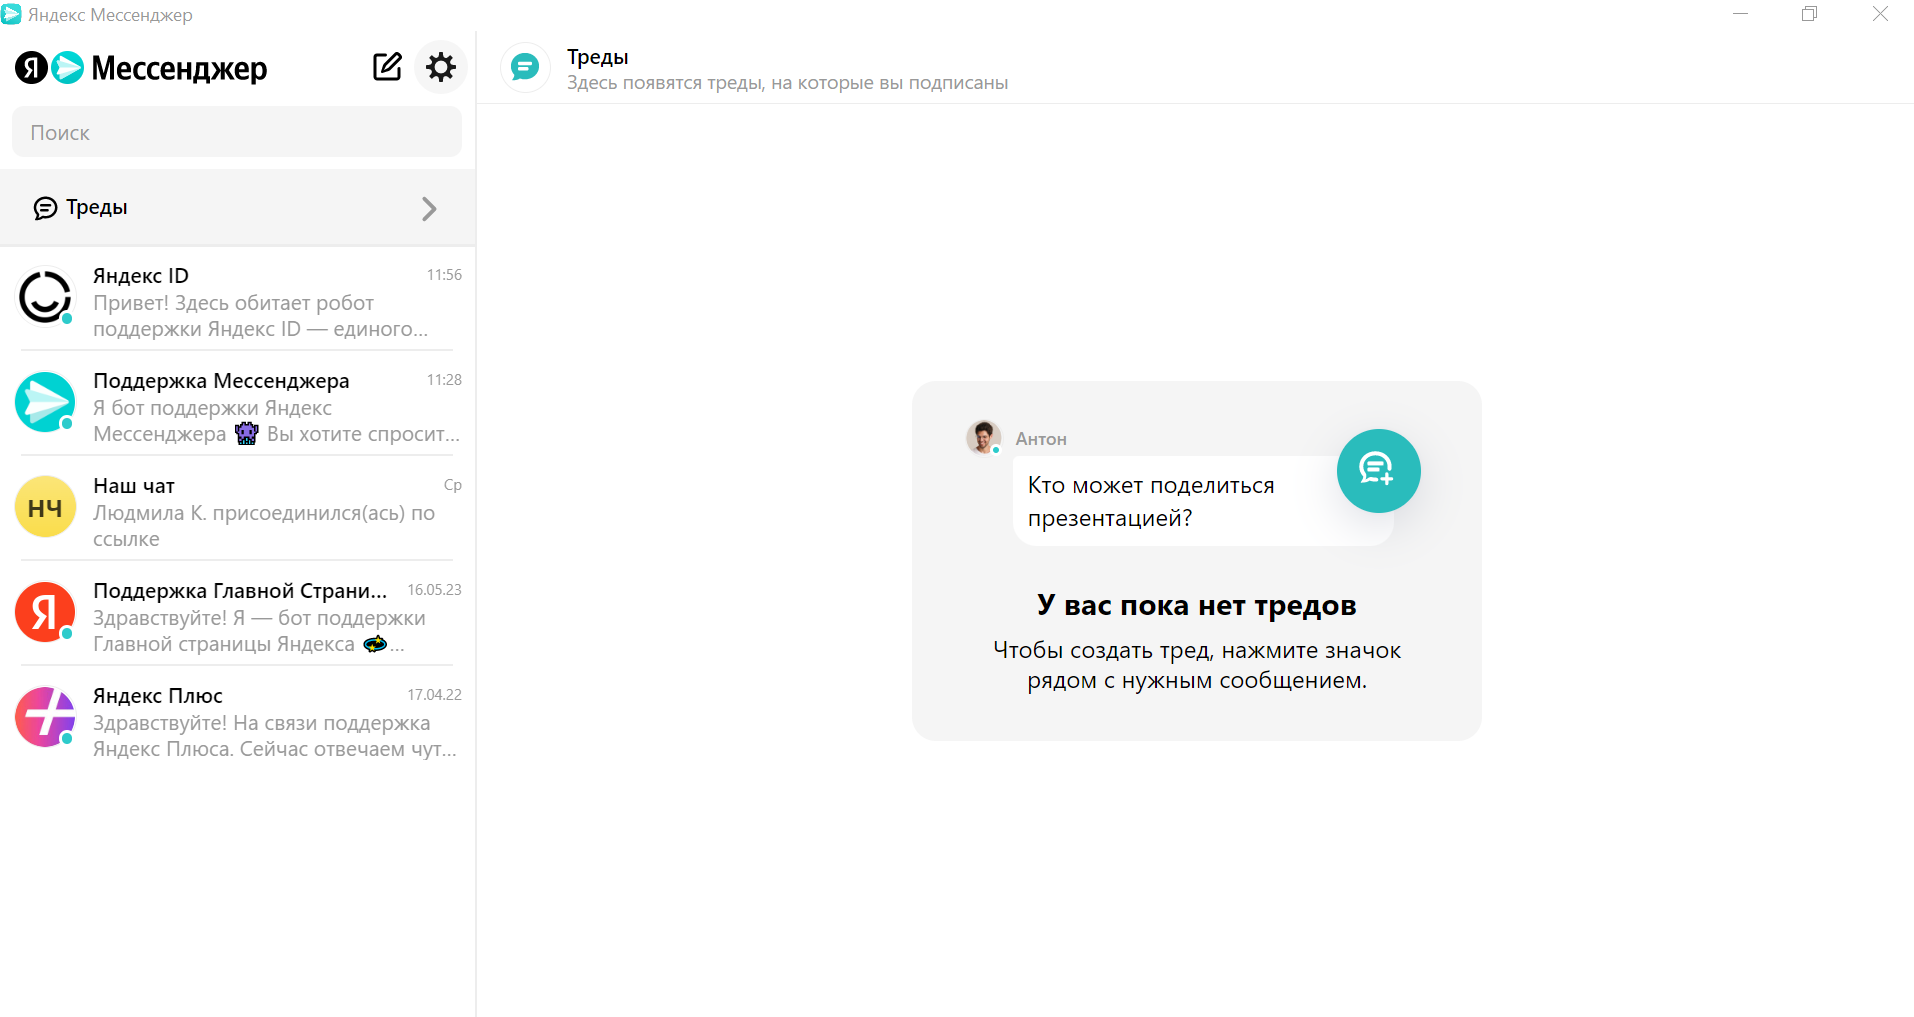 Яндекс Мессенджер
Я Мессенджер
Поиск
Треды
Яндекс ID 11:56
Привет! Здесь обитает робот
поддержки Яндекс ID — единого...
Поддержка Мессенджера 11:28
Я бот поддержки Яндекс
Мессенджера 👾 Вы хотите спросит...
НЧ
Наш чат Ср
Людмила К. присоединился(ась) по
ссылке
Я
Поддержка Главной Страни... 16.05.23
Здравствуйте! Я — бот поддержки
Главной страницы Яндекса 💫...
Яндекс Плюс 17.04.22
Здравствуйте! На связи поддержка
Яндекс Плюса. Сейчас отвечаем чут...
Треды
Здесь появятся треды, на которые вы подписаны
Антон
Кто может поделиться
презентацией?
У вас пока нет тредов
Чтобы создать тред, нажмите значок
рядом с нужным сообщением.